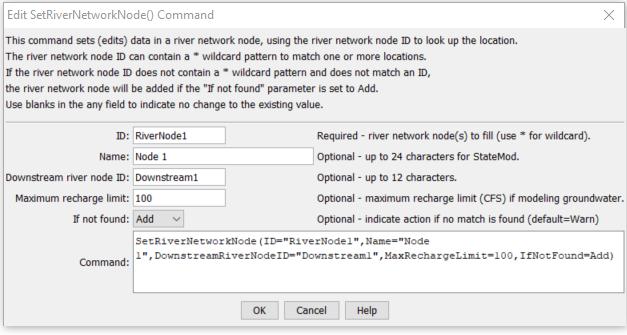 Edit SetRiverNetworkNode() Command
This command sets (edits) data in a river network node, using the river network node ID to look up the location.
The river network node ID can contain a * wildcard pattern to match one or more locations.
If the river network node ID does not contain a * wildcard pattern and does not match an ID,
the river network node will be added if the "If not found" parameter is set to Add.
Use blanks in the any field to indicate no change to the existing value.
ID: RiverNode1 Required - river network node(s) to fill (use * for wildcard).
Name: Node 1 Optional - up to 24 characters for StateMod.
Downstream river node ID: Downstream1 Optional - up to 12 characters.
Maximum recharge limit: 100 Optional - maximum recharge limit (CFS) if modeling groundwater.
If not found: Add Optional - indicate action if no match is found (default=Warn)
SetRiverNetworkNode(ID="RiverNode1",Name="Node
Command: 1",DownstreamRiverNodeID="Downstream1",MaxRechargeLimit=100,IfNotFound=Add)
OK Cancel Help